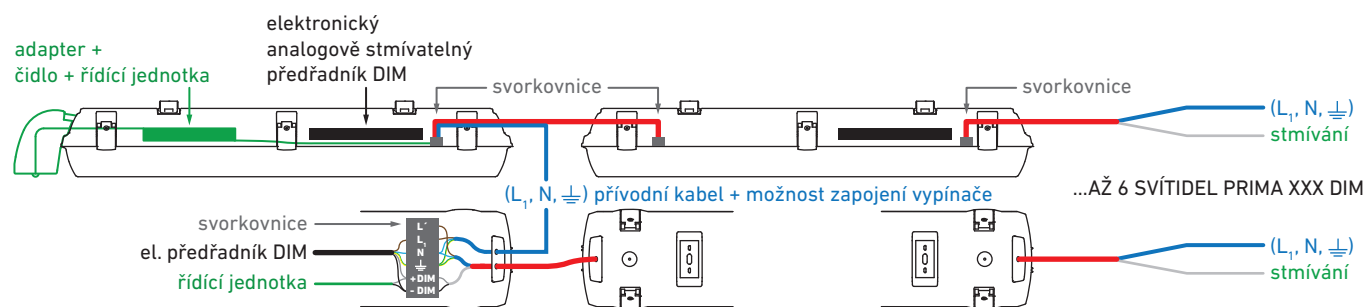 elektronický
analogově stmívatelný
předřadník DIM
adapter +
čidlo + řídící jednotka
svorkovnice
svorkovnice
(L₁, N, ⏚)
stmívání
(L₁, N, ⏚) přívodní kabel + možnost zapojení vypínače
...AŽ 6 SVÍTIDEL PRIMA XXX DIM
svorkovnice
el. předřadník DIM
řídící jednotka
L'
L₁
N
⏚
+DIM
- DIM
(L₁, N, ⏚)
stmívání